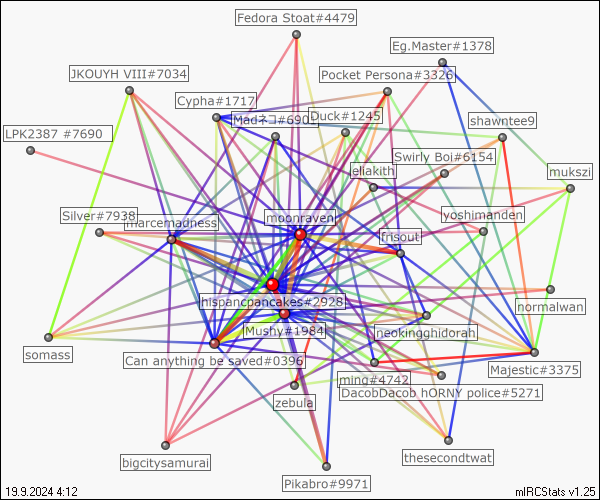 Fedora Stoat#4479
Eg.Master#1378
JKOUYH VIII#7034
Pocket Persona#3326
Cypha#1717
Madネコ#690
Duck#1245
shawntee9
LPK2387 #7690
Swirly Boi#6154
eliakith
mukszi
Silver#7938
marcemadness
moonraven
yoshimanden
frisout
hispancpancakes#2928
normalwan
Mushy#1984
neokingghidorah
somass
Can anything be saved#0396
Majestic#3375
ming#4742
DacobDacob hORNY police#5271
zebula
bigcitysamurai
thesecondtwat
Pikabro#9971
19.9.2024 4:12
mIRCStats v1.25